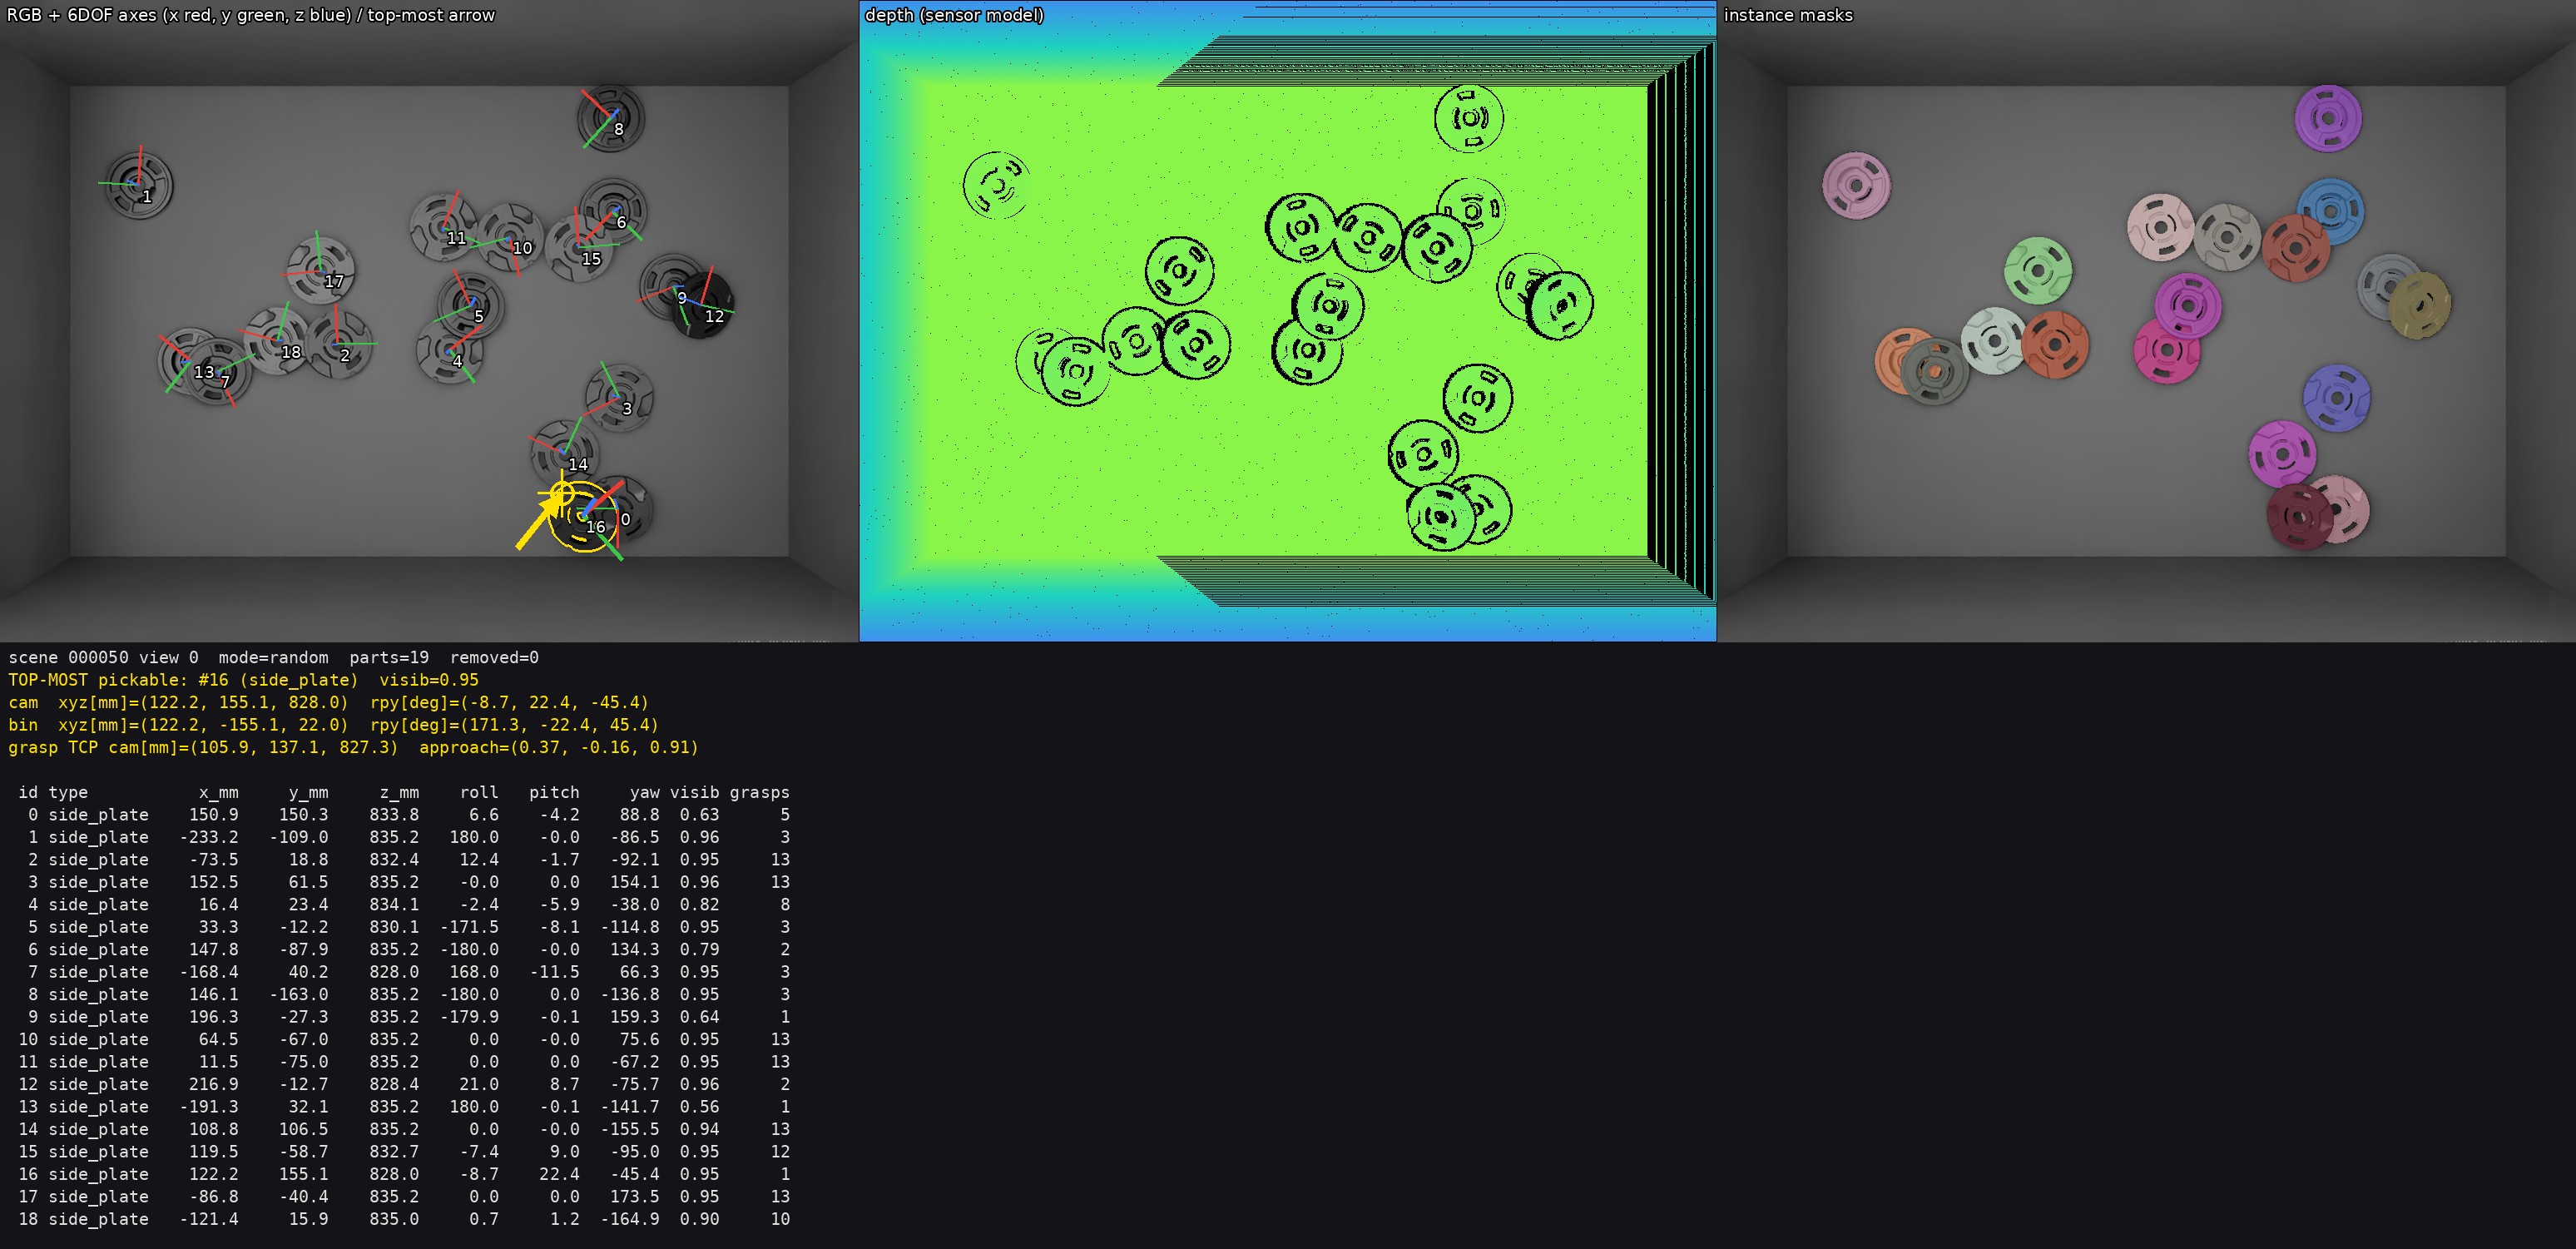 RGB + 6DOF axes (x red, y green, z blue) / top-most arrow
depth (sensor model)
instance masks
8
1
6
11
10
15
17
9
12
5
18
2
4
13
7
3
14
0
16
scene 000050 view 0 mode=random parts=19 removed=0
TOP-MOST pickable: #16 (side_plate) visib=0.95
cam xyz[mm]=(122.2, 155.1, 828.0) rpy[deg]=(-8.7, 22.4, -45.4)
bin xyz[mm]=(122.2, -155.1, 22.0) rpy[deg]=(171.3, -22.4, 45.4)
grasp TCP cam[mm]=(105.9, 137.1, 827.3) approach=(0.37, -0.16, 0.91)
id type x_mm y_mm z_mm roll pitch yaw visib grasps
0 side_plate 150.9 150.3 833.8 6.6 -4.2 88.8 0.63 5
1 side_plate -233.2 -109.0 835.2 180.0 -0.0 -86.5 0.96 3
2 side_plate -73.5 18.8 832.4 12.4 -1.7 -92.1 0.95 13
3 side_plate 152.5 61.5 835.2 -0.0 0.0 154.1 0.96 13
4 side_plate 16.4 23.4 834.1 -2.4 -5.9 -38.0 0.82 8
5 side_plate 33.3 -12.2 830.1 -171.5 -8.1 -114.8 0.95 3
6 side_plate 147.8 -87.9 835.2 -180.0 -0.0 134.3 0.79 2
7 side_plate -168.4 40.2 828.0 168.0 -11.5 66.3 0.95 3
8 side_plate 146.1 -163.0 835.2 -180.0 0.0 -136.8 0.95 3
9 side_plate 196.3 -27.3 835.2 -179.9 -0.1 159.3 0.64 1
10 side_plate 64.5 -67.0 835.2 0.0 -0.0 75.6 0.95 13
11 side_plate 11.5 -75.0 835.2 0.0 0.0 -67.2 0.95 13
12 side_plate 216.9 -12.7 828.4 21.0 8.7 -75.7 0.96 2
13 side_plate -191.3 32.1 835.2 180.0 -0.1 -141.7 0.56 1
14 side_plate 108.8 106.5 835.2 0.0 -0.0 -155.5 0.94 13
15 side_plate 119.5 -58.7 832.7 -7.4 9.0 -95.0 0.95 12
16 side_plate 122.2 155.1 828.0 -8.7 22.4 -45.4 0.95 1
17 side_plate -86.8 -40.4 835.2 0.0 0.0 173.5 0.95 13
18 side_plate -121.4 15.9 835.0 0.7 1.2 -164.9 0.90 10